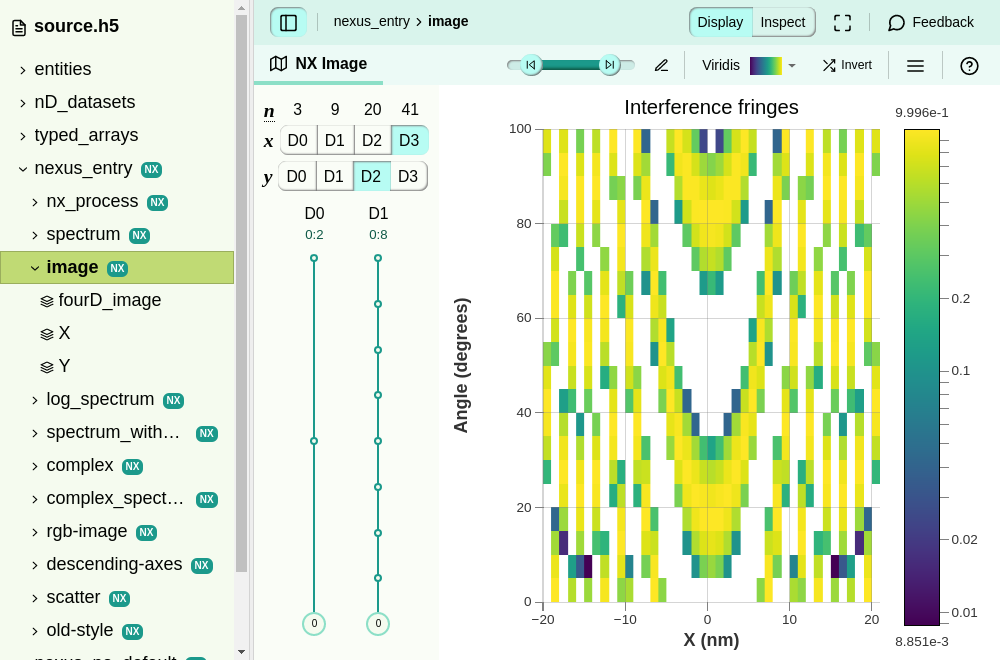 source.h5
entities
nD_datasets
typed_arrays
nexus_entry NX
nx_process NX
spectrum NX
image NX
fourD_image
X
Y
log_spectrum NX
spectrum_with… NX
complex NX
complex_spect… NX
rgb-image NX
descending-axes NX
scatter NX
old-style NX
nexus_entry > image
Display Inspect
Feedback
NX Image
Viridis
Invert
n 3 9 20 41
x D0 D1 D2 D3
y D0 D1 D2 D3
D0 D1
0:2 0:8
0 0
Interference fringes
100
80
60
40
20
0
Angle (degrees)
−20 −10 0 10 20
X (nm)
9.996e-1
0.2
0.1
0.02
0.01
8.851e-3